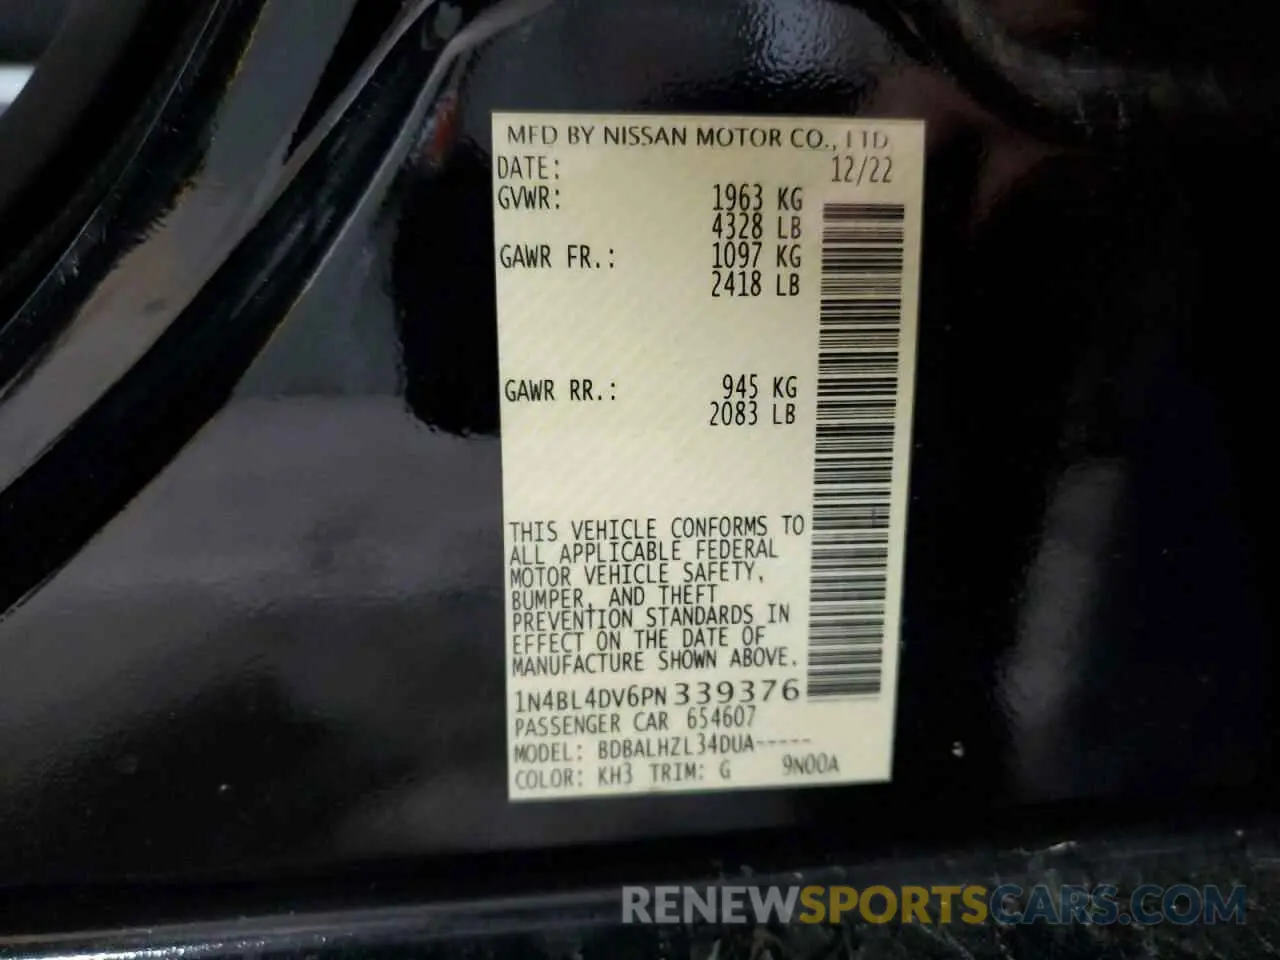 MFD BY NISSAN MOTOR CO., LTD
DATE: 12/22
GVWR: 1963 KG
4328 LB
GAWR FR.: 1097 KG
2418 LB
GAWR RR.: 945 KG
2083 LB
THIS VEHICLE CONFORMS TO
ALL APPLICABLE FEDERAL
MOTOR VEHICLE SAFETY,
BUMPER, AND THEFT
PREVENTION STANDARDS IN
EFFECT ON THE DATE OF
MANUFACTURE SHOWN ABOVE.
1N4BL4DV6PN339376
PASSENGER CAR 654607
MODEL: BDBALHZL34DUA-----
COLOR: KH3 TRIM: G 9N00A
RENEWSPORTSCARS.COM